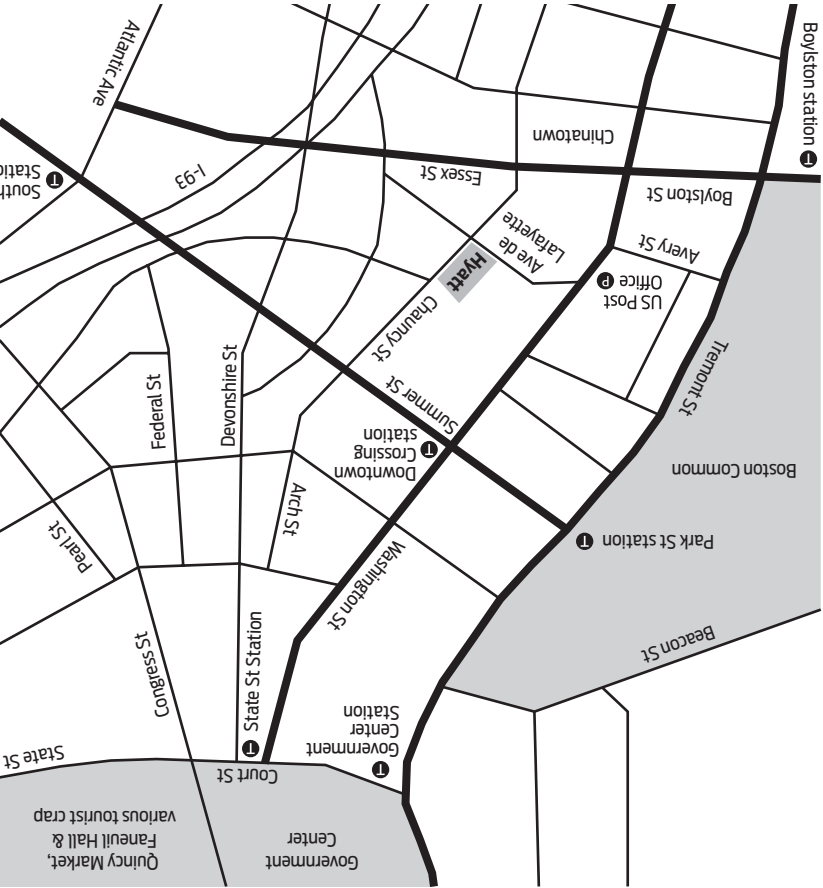 Government
Center
Quincy Market,
Faneuil Hall &
various tourist crap
Court St
State St
Government
Center
Station
T
T State St Station
Beacon St
Congress St
Washington St
Pearl St
Park St station T
Arch St
Boston Common
Downtown
Crossing
station
T
Summer St
Devonshire St
Federal St
Tremont St
Chauncy St
US Post
Office P
Hyatt
Avery St
Ave de
Lafayette
Boylston St
Essex St
I-93
T South
Statio
Chinatown
Boylston station T
Atlantic Ave